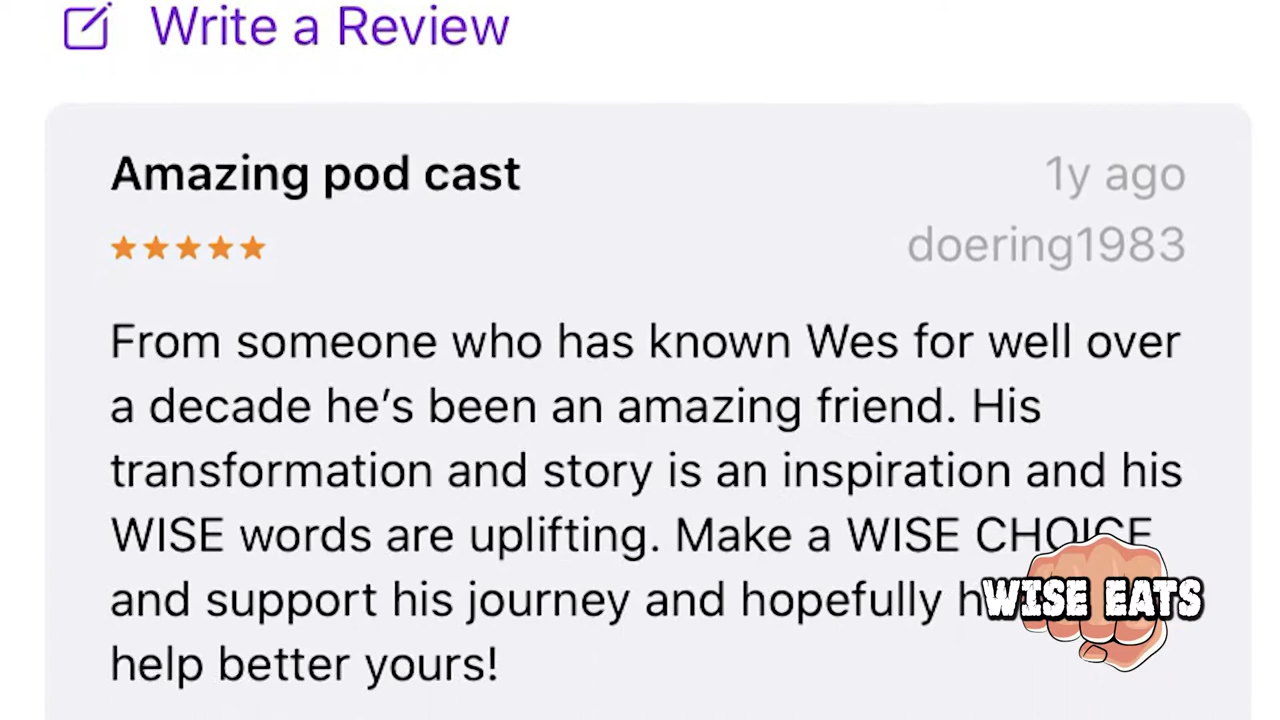 Write a Review
Amazing pod cast
1y ago
★★★★★
doering1983
From someone who has known Wes for well over
a decade he’s been an amazing friend. His
transformation and story is an inspiration and his
WISE words are uplifting. Make a WISE CHOICE
and support his journey and hopefully
help better yours!
WISE EATS